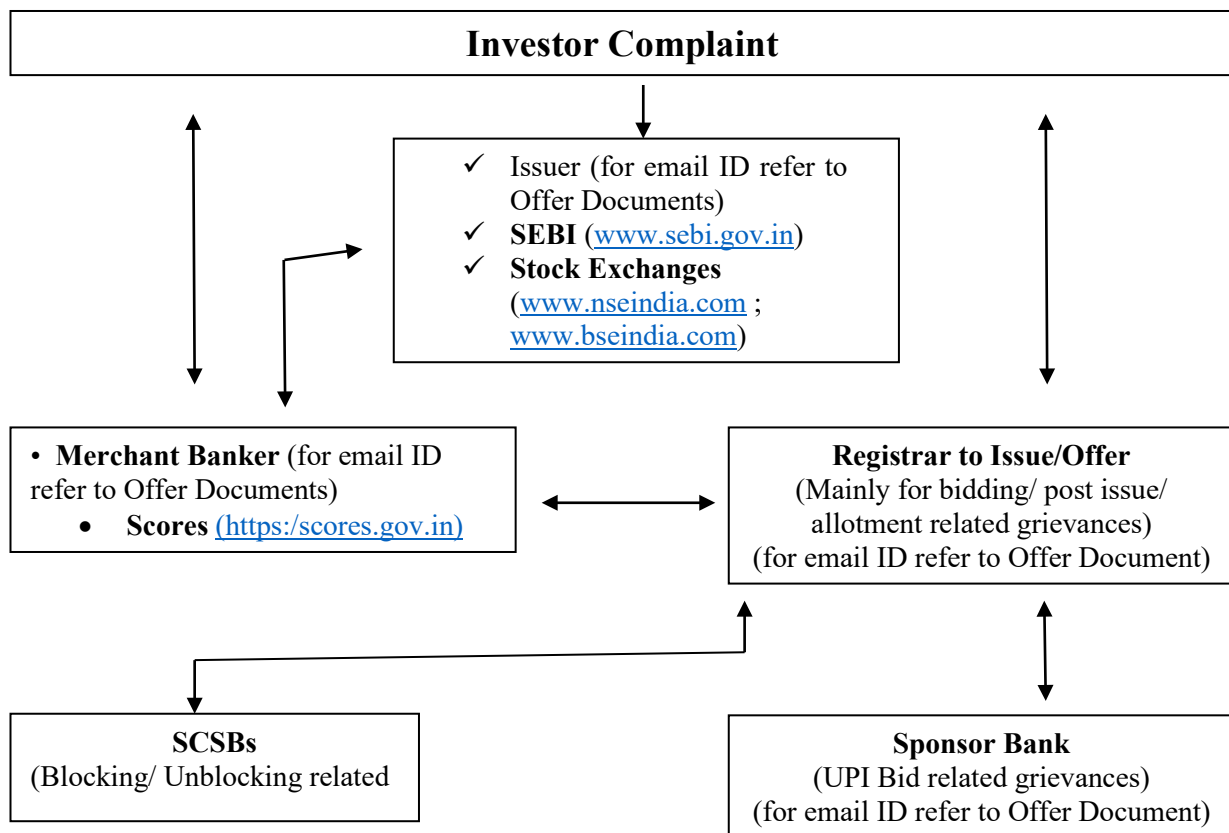 Investor Complaint
✓ Issuer (for email ID refer to
Offer Documents)
✓ SEBI (www.sebi.gov.in)
✓ Stock Exchanges
(www.nseindia.com ;
www.bseindia.com)
• Merchant Banker (for email ID
refer to Offer Documents)
• Scores (https:/scores.gov.in)
Registrar to Issue/Offer
(Mainly for bidding/ post issue/
allotment related grievances)
(for email ID refer to Offer Document)
SCSBs
(Blocking/ Unblocking related
Sponsor Bank
(UPI Bid related grievances)
(for email ID refer to Offer Document)